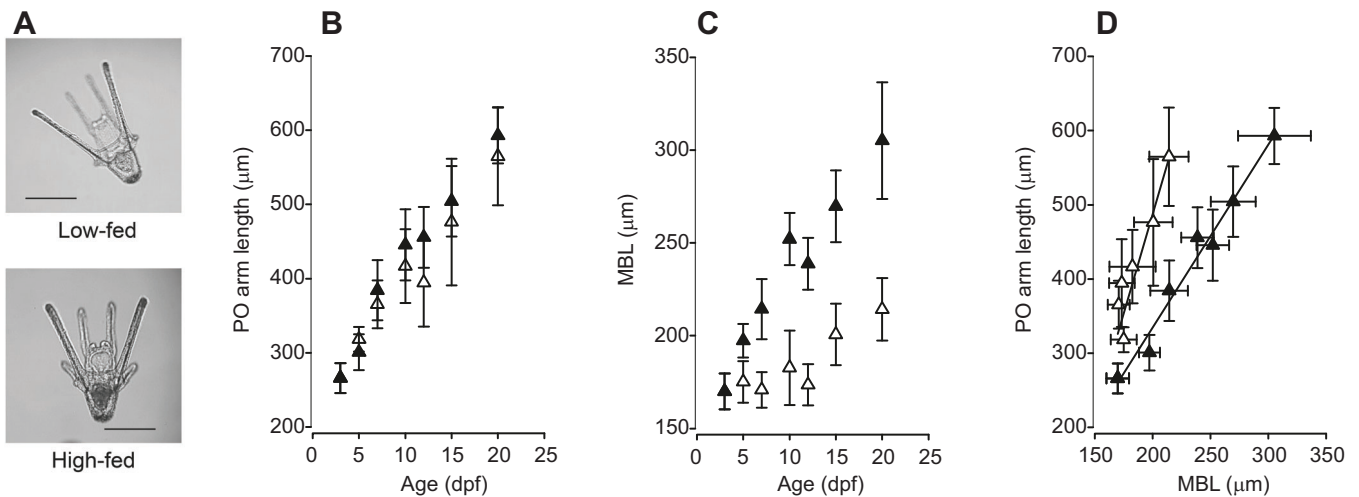 A
Low-fed
High-fed
B
700
600
500
400
300
200
PO arm length (μm)
0 5 10 15 20 25
Age (dpf)
C
350
300
250
200
150
MBL (μm)
0 5 10 15 20 25
Age (dpf)
D
700
600
500
400
300
200
PO arm length (μm)
150 200 250 300 350
MBL (μm)